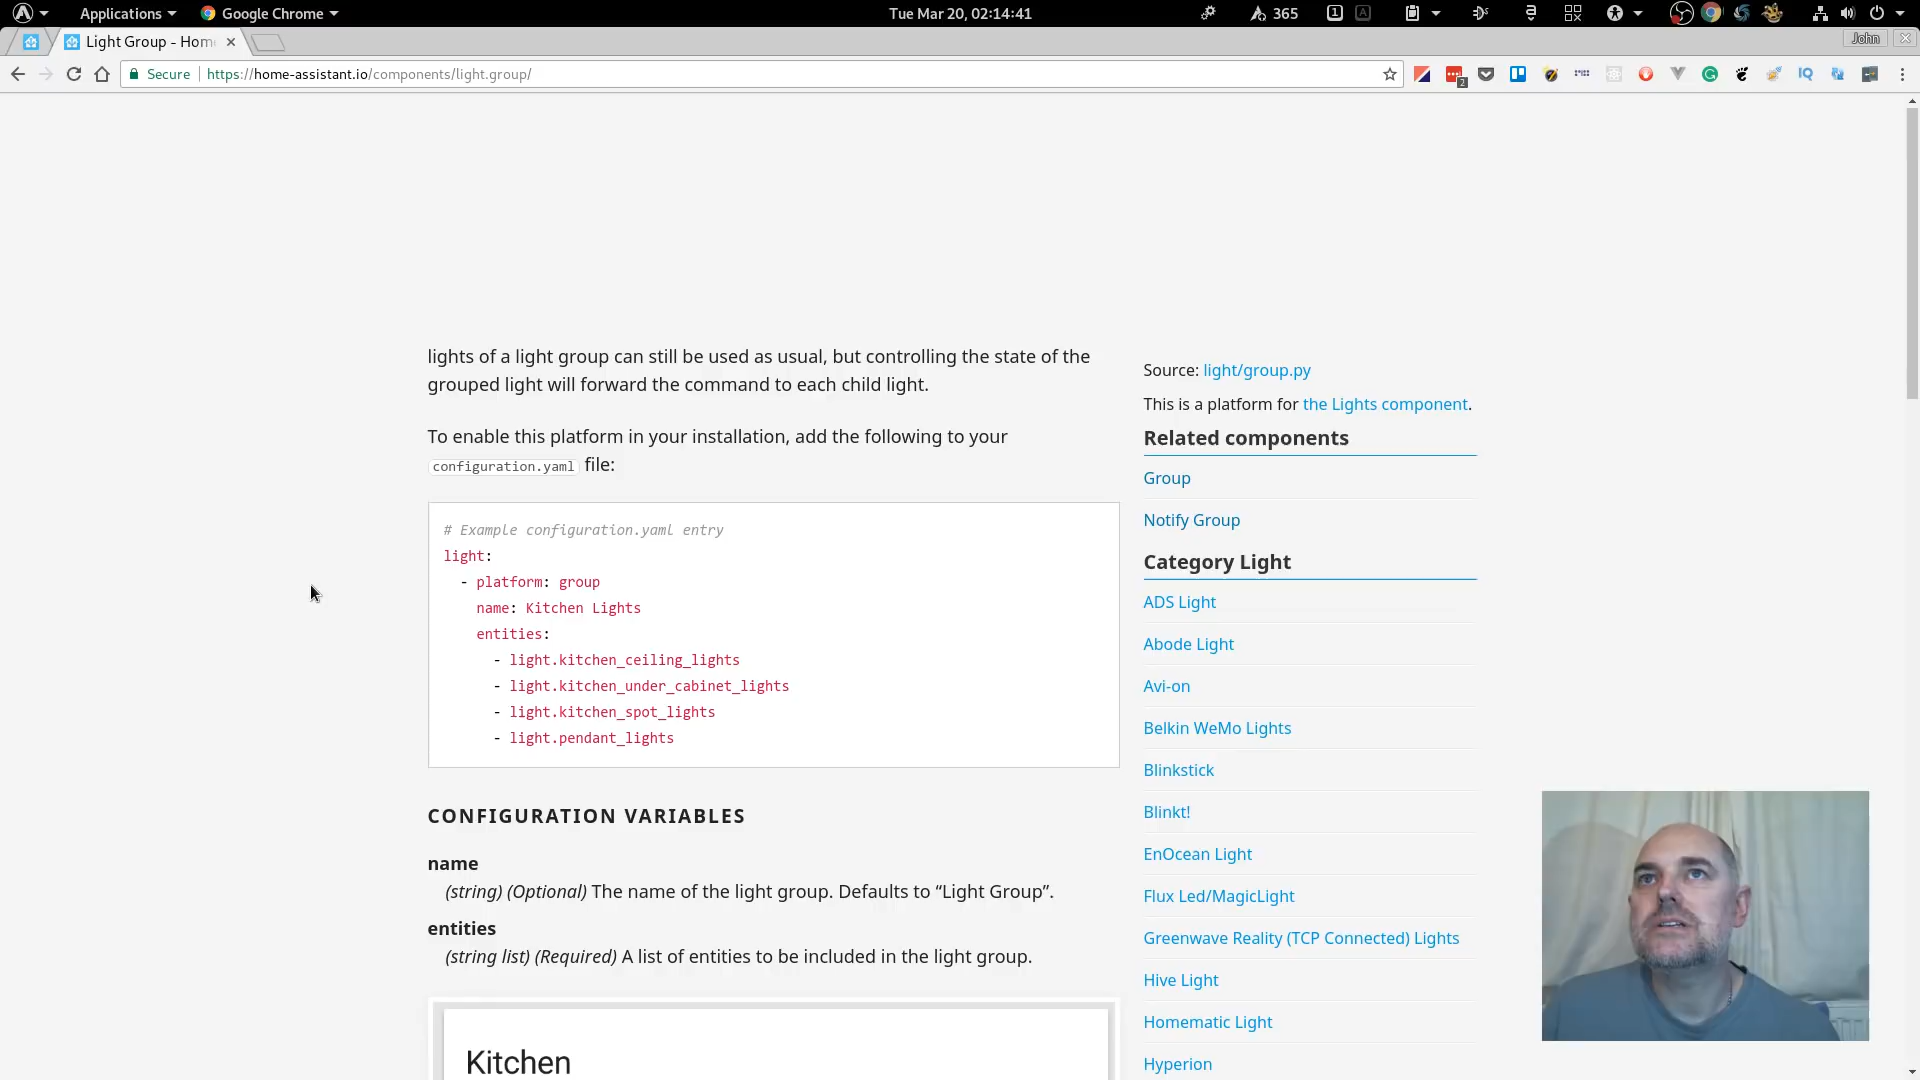 Applications
Google Chrome
Tue Mar 20, 02:14:41
365
1
A
Light Group - Hom
John
Secure
https://home-assistant.io/components/light.group/
2
IQ
lights of a light group can still be used as usual, but controlling the state of the
grouped light will forward the command to each child light.
To enable this platform in your installation, add the following to your
configuration.yaml file:
# Example configuration.yaml entry
light:
- platform: group
name: Kitchen Lights
entities:
- light.kitchen_ceiling_lights
- light.kitchen_under_cabinet_lights
- light.kitchen_spot_lights
- light.pendant_lights
CONFIGURATION VARIABLES
name
(string) (Optional) The name of the light group. Defaults to “Light Group”.
entities
(string list) (Required) A list of entities to be included in the light group.
Kitchen
Source: light/group.py
This is a platform for the Lights component.
Related components
Group
Notify Group
Category Light
ADS Light
Abode Light
Avi-on
Belkin WeMo Lights
Blinkstick
Blinkt!
EnOcean Light
Flux Led/MagicLight
Greenwave Reality (TCP Connected) Lights
Hive Light
Homematic Light
Hyperion